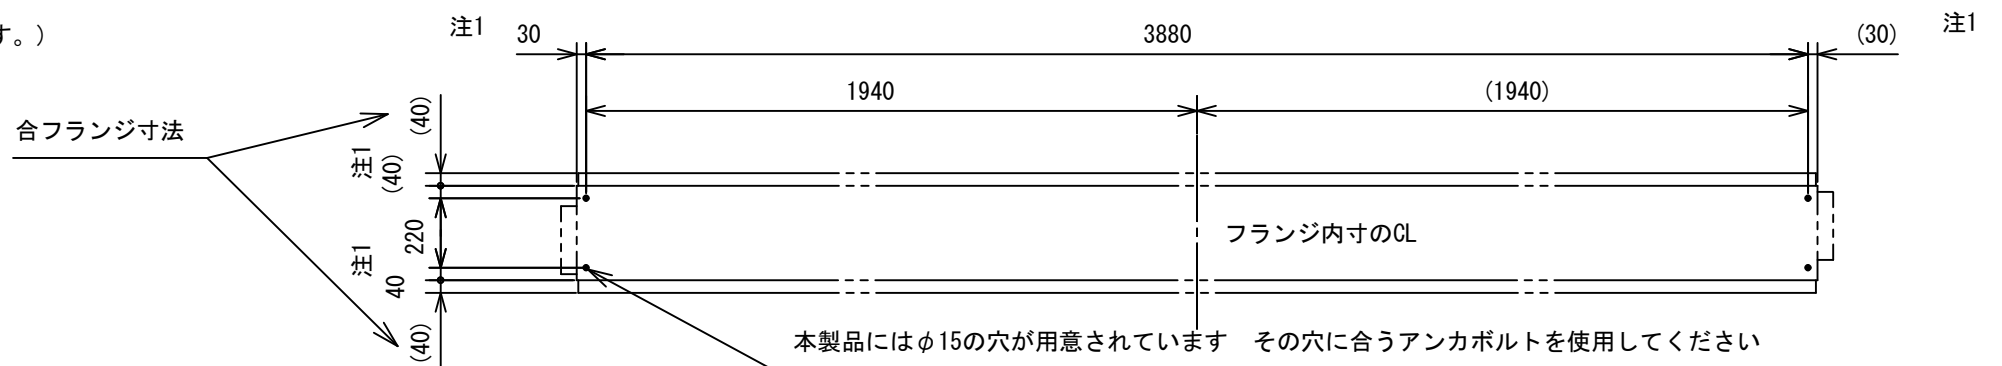 す。)
注1
30
3880
(30)
注1
1940
(1940)
合フランジ寸法
(40)
注1
(40)
220
フランジ内寸のCL
注1
40
(40)
本製品にはφ15の穴が用意されています　その穴に合うアンカボルトを使用してください